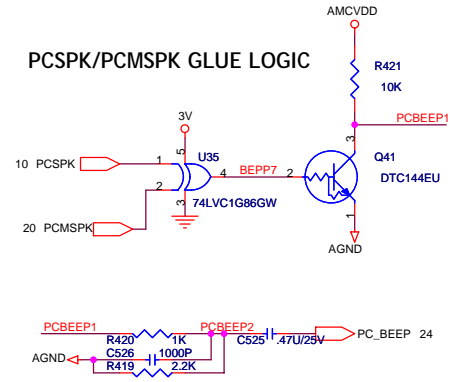 AMCVDD
PCSPK/PCMSPK GLUE LOGIC
R421
10K
3V
PCBEEP1
3
5
U35
Q41
10 PCSPK
1
4
BEPP7
2
DTC144EU
2
3
74LVC1G86GW
1
20 PCMSPK
AGND
PCBEEP1
PCBEEP2
R420
1K
C525
.47U/25V
PC_BEEP 24
AGND
C526
1000P
R419
2.2K